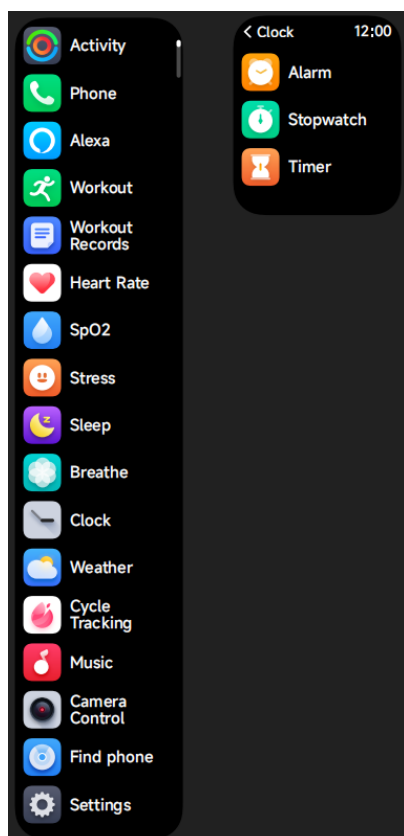 Activity
Phone
Alexa
Workout
Workout
Records
Heart Rate
SpO2
Stress
Sleep
Breathe
Clock
Weather
Cycle
Tracking
Music
Camera
Control
Find phone
Settings
< Clock 12:00
Alarm
Stopwatch
Timer